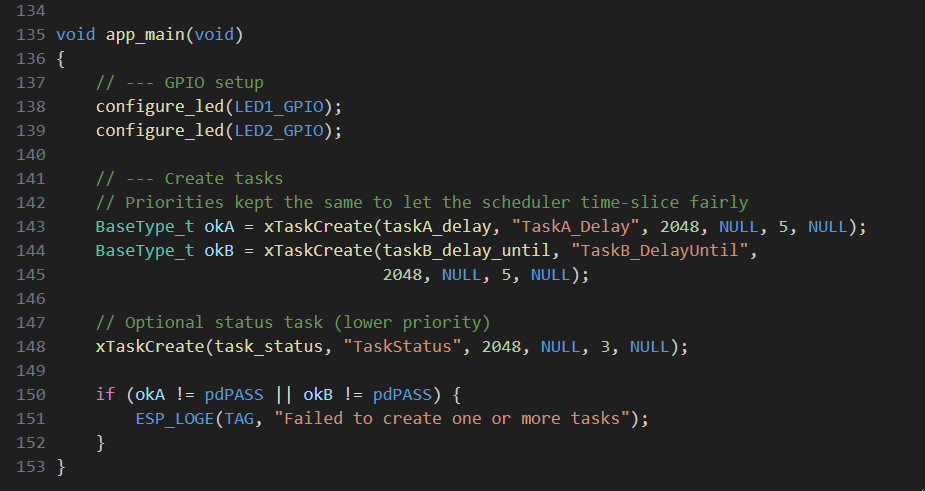 134
135 void app_main(void)
136 {
137     // --- GPIO setup
138     configure_led(LED1_GPIO);
139     configure_led(LED2_GPIO);
140
141     // --- Create tasks
142     // Priorities kept the same to let the scheduler time-slice fairly
143     BaseType_t okA = xTaskCreate(taskA_delay, "TaskA_Delay", 2048, NULL, 5, NULL);
144     BaseType_t okB = xTaskCreate(taskB_delay_until, "TaskB_DelayUntil",
145                                  2048, NULL, 5, NULL);
146
147     // Optional status task (lower priority)
148     xTaskCreate(task_status, "TaskStatus", 2048, NULL, 3, NULL);
149
150     if (okA != pdPASS || okB != pdPASS) {
151         ESP_LOGE(TAG, "Failed to create one or more tasks");
152     }
153 }